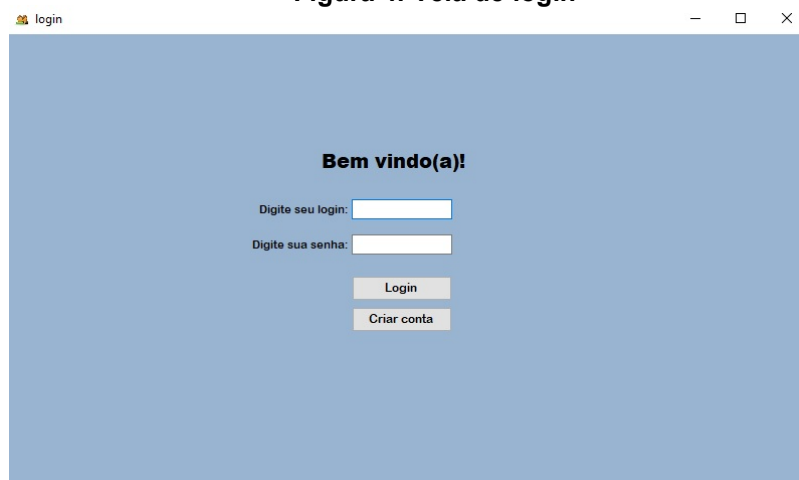 login
Bem vindo(a)!
Digite seu login:
Digite sua senha:
Login
Criar conta